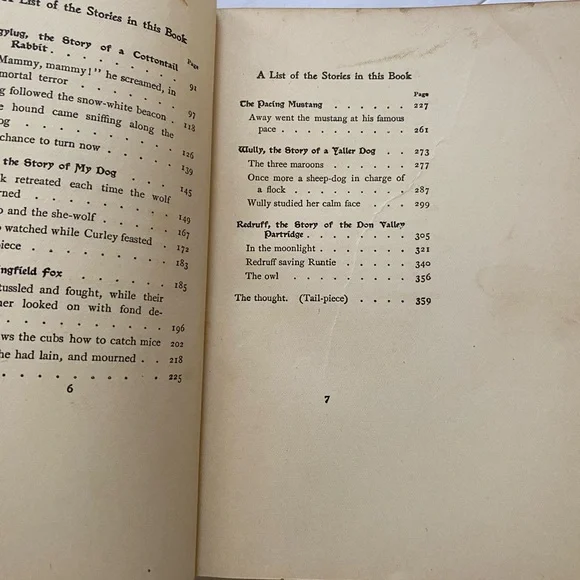 List of the Stories in this Book
Page
the Story of a Cottontail
Rabbit . . . . . . . 91
Mammy, mammy!" he screamed, in
mortal terror . . . . . . 97
followed the snow-white beacon . 118
hound came sniffing along the
. . . . . . . 126
chance to turn now . . . . 139
the Story of My Dog . . . 145
retreated each time the wolf
. . . . . . . 149
and the she-wolf . . . . 167
watched while Curley feasted . 172
. . . . . . . 183
Fox . . . . . . 185
tussled and fought, while their
looked on with fond de-
. . . . . . . 196
the cubs how to catch mice 202
he had lain, and mourned . . 218
. . . . . . . 225
6
A List of the Stories in this Book
Page
The Pacing Mustang . . . . . 227
Away went the mustang at his famous
pace . . . . . . . . . 261
Wully, the Story of a Yaller Dog . . 273
The three maroons . . . . . 277
Once more a sheep-dog in charge of
a flock . . . . . . . . 287
Wully studied her calm face . . . 299
Redruff, the Story of the Don Valley
Partridge . . . . . . . 305
In the moonlight . . . . . . 321
Redruff saving Runtie . . . . 340
The owl . . . . . . . 356
The thought. (Tail-piece) . . . . 359
7